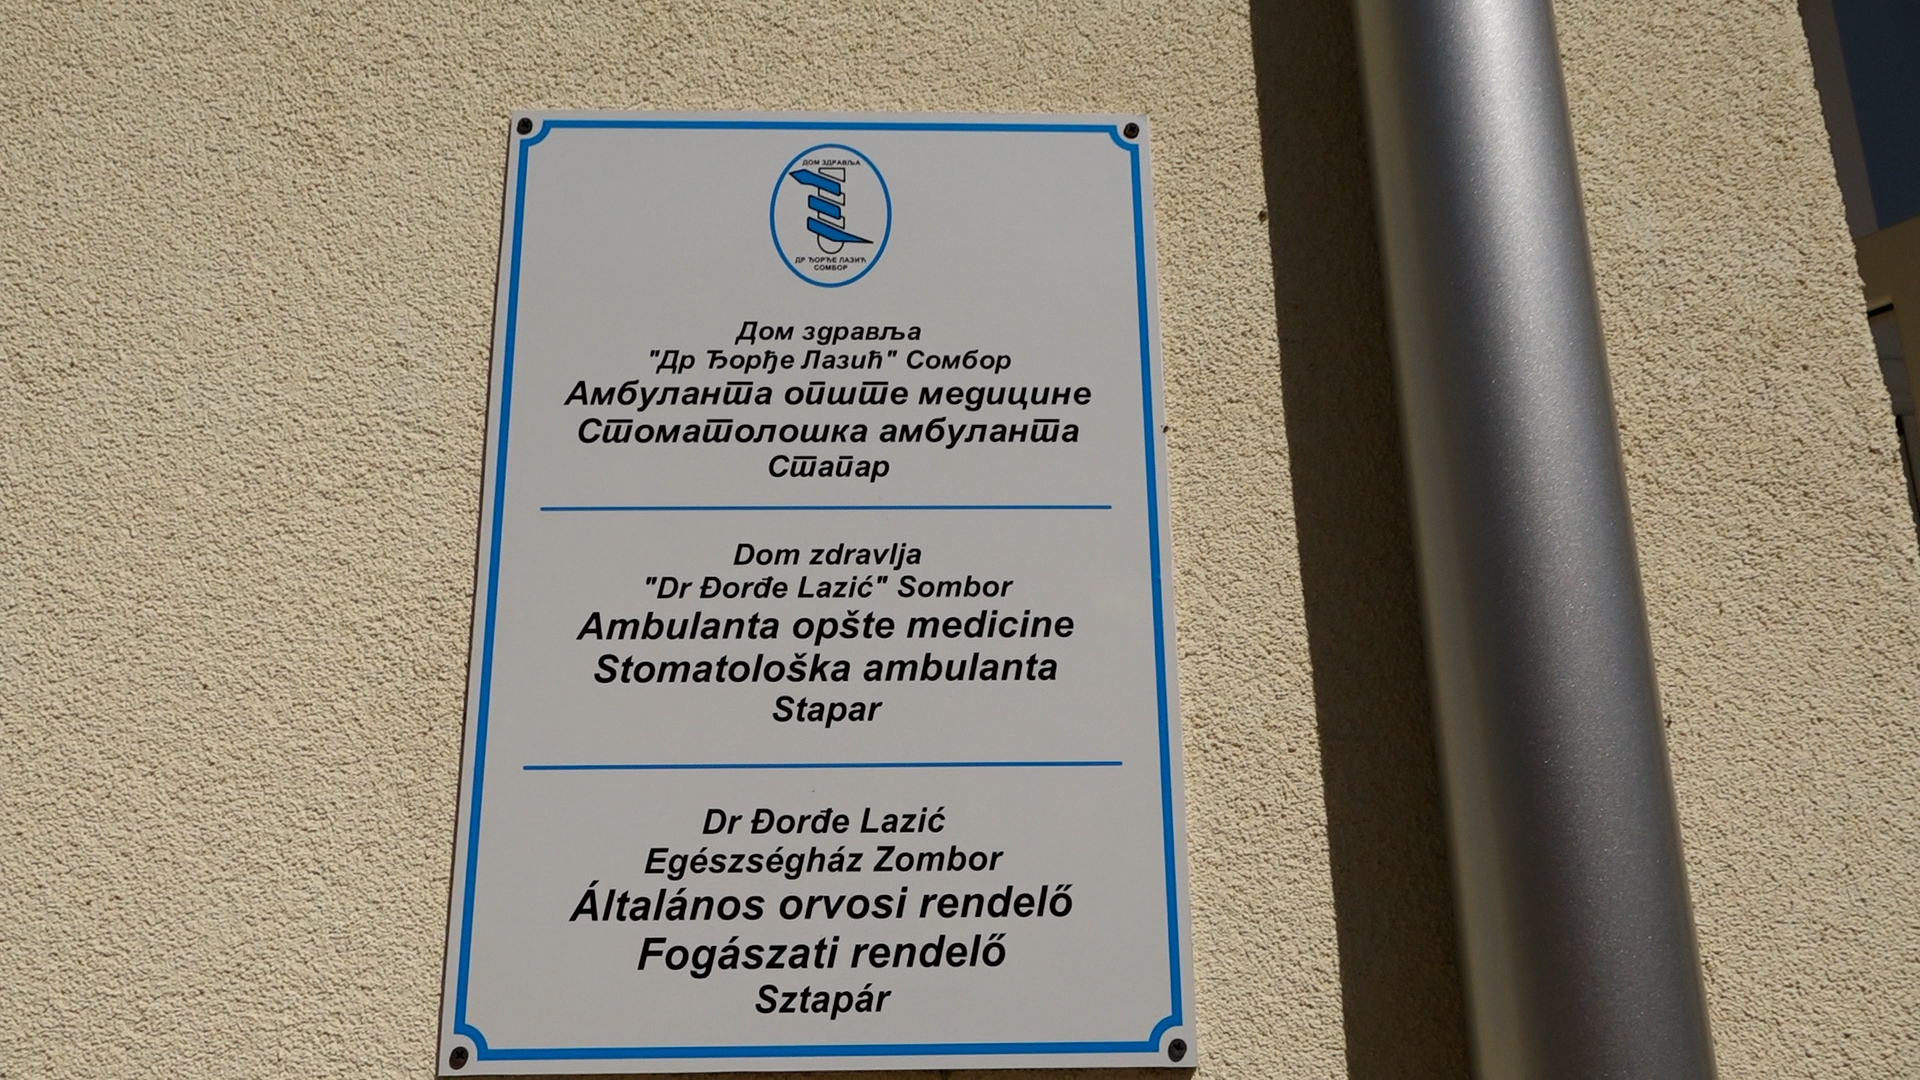 ДОМ ЗДРАВЉА
ДР ЂОРЂЕ ЛАЗИЋ
СОМБОР
Дом здравља
"Др Ђорђе Лазић" Сомбор
Амбуланта опште медицине
Стоматолошка амбуланта
Стапар
Dom zdravlja
"Dr Đorđe Lazić" Sombor
Ambulanta opšte medicine
Stomatološka ambulanta
Stapar
Dr Đorđe Lazić
Egészségház Zombor
Általános orvosi rendelő
Fogászati rendelő
Sztapár